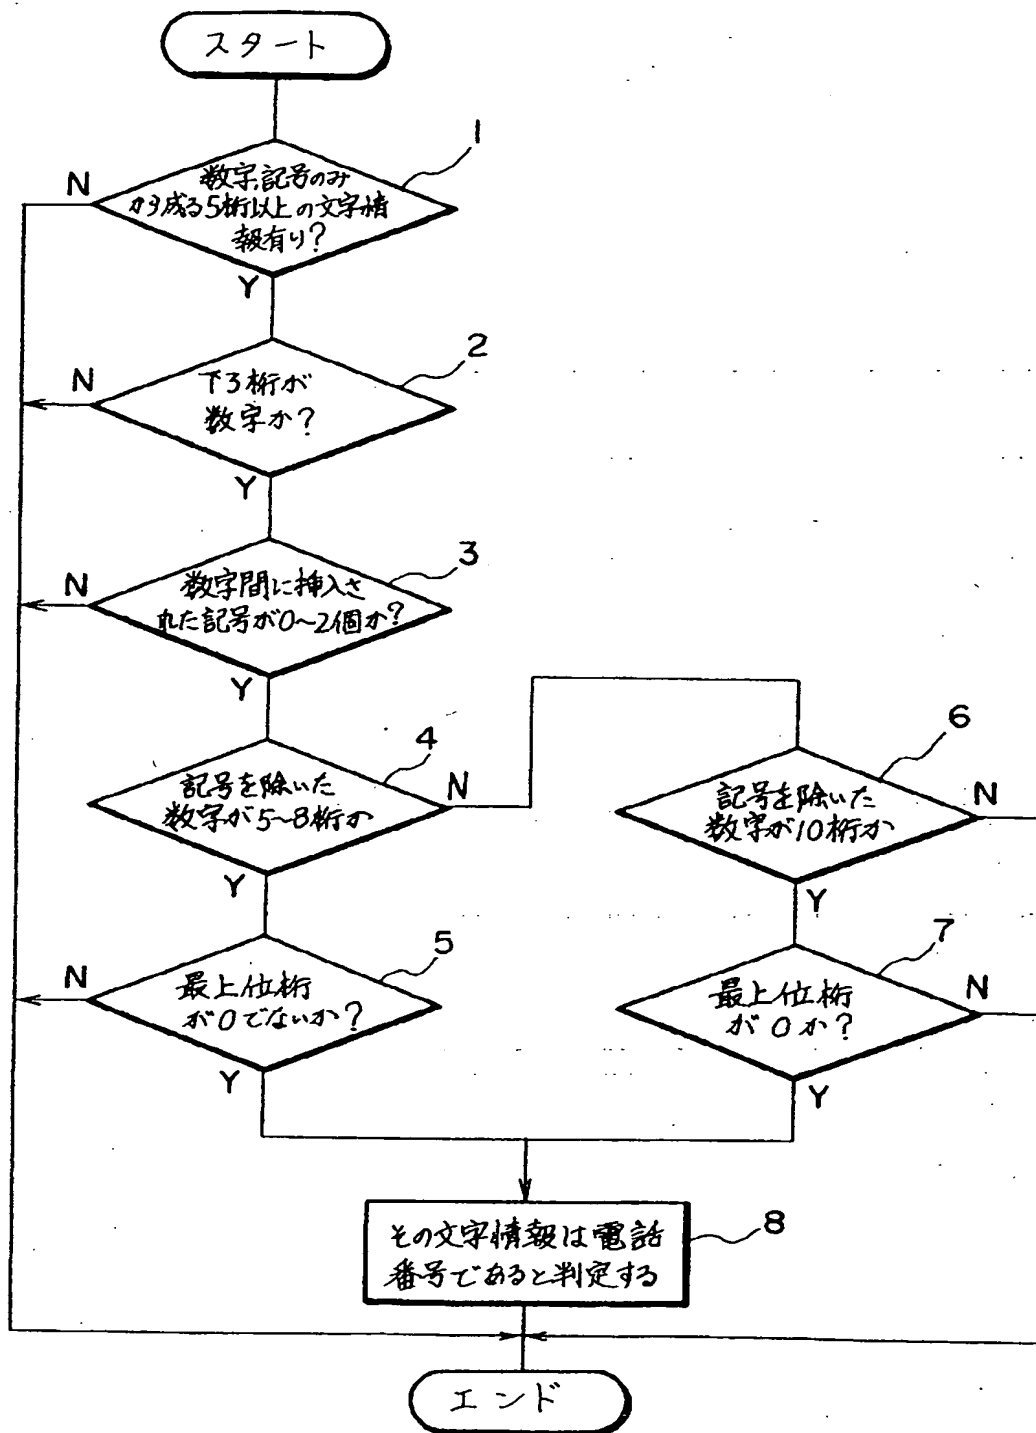 スタート
1
N
数字,記号のみ
から成る5桁以上の文字情
報有り?
Y
2
N
下3桁が
数字か?
Y
3
N
数字間に挿入さ
れた記号が0~2個か?
Y
4
N
記号を除いた
数字が5~8桁か
Y
6
N
記号を除いた
数字が10桁か
Y
5
N
最上位桁
が0でないか?
Y
7
N
最上位桁
が0か?
Y
8
その文字情報は電話
番号であると判定する
エンド